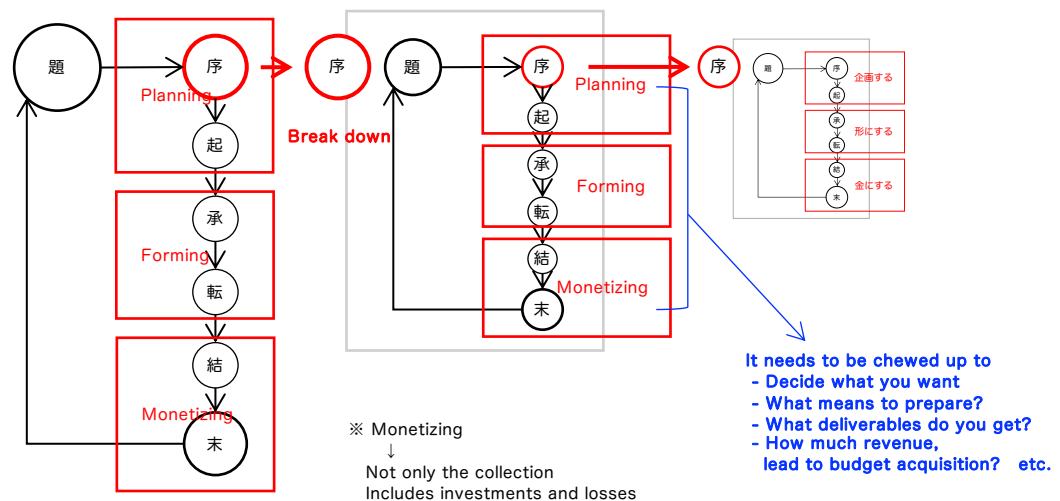 題
序
Planning
起
承
Forming
転
結
Monetizing
末
序
Break down
題
序
Planning
起
承
Forming
転
結
Monetizing
末
序
題
序
企画する
起
承
形にする
転
結
金にする
末
※ Monetizing
↓
Not only the collection
Includes investments and losses
It needs to be chewed up to
- Decide what you want
- What means to prepare?
- What deliverables do you get?
- How much revenue,
lead to budget acquisition? etc.